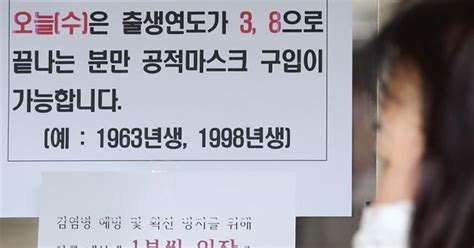 오늘(수)은 출생연도가 3, 8으로
끝나는 분만 공적마스크 구입이
가능합니다.
(예 : 1963년생, 1998년생)
감염병 예방 및 확산 방지를 위해
1부씩 입장